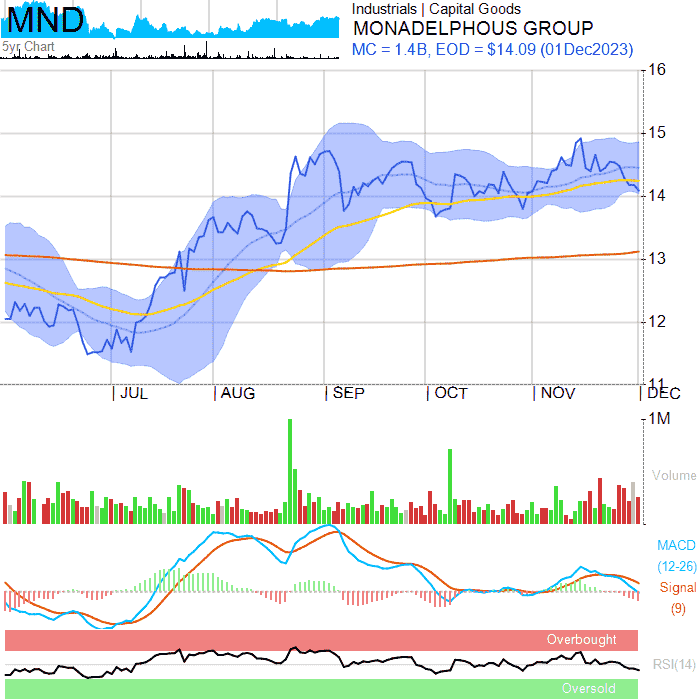 MND
5yr Chart
Industrials | Capital Goods
MONADELPHOUS GROUP
MC = 1.4B, EOD = $14.09 (01Dec2023)
16
15
14
13
12
11
JUL AUG SEP OCT NOV DEC
1M
Volume
MACD
(12-26)
Signal
(9)
Overbought
RSI(14)
Oversold